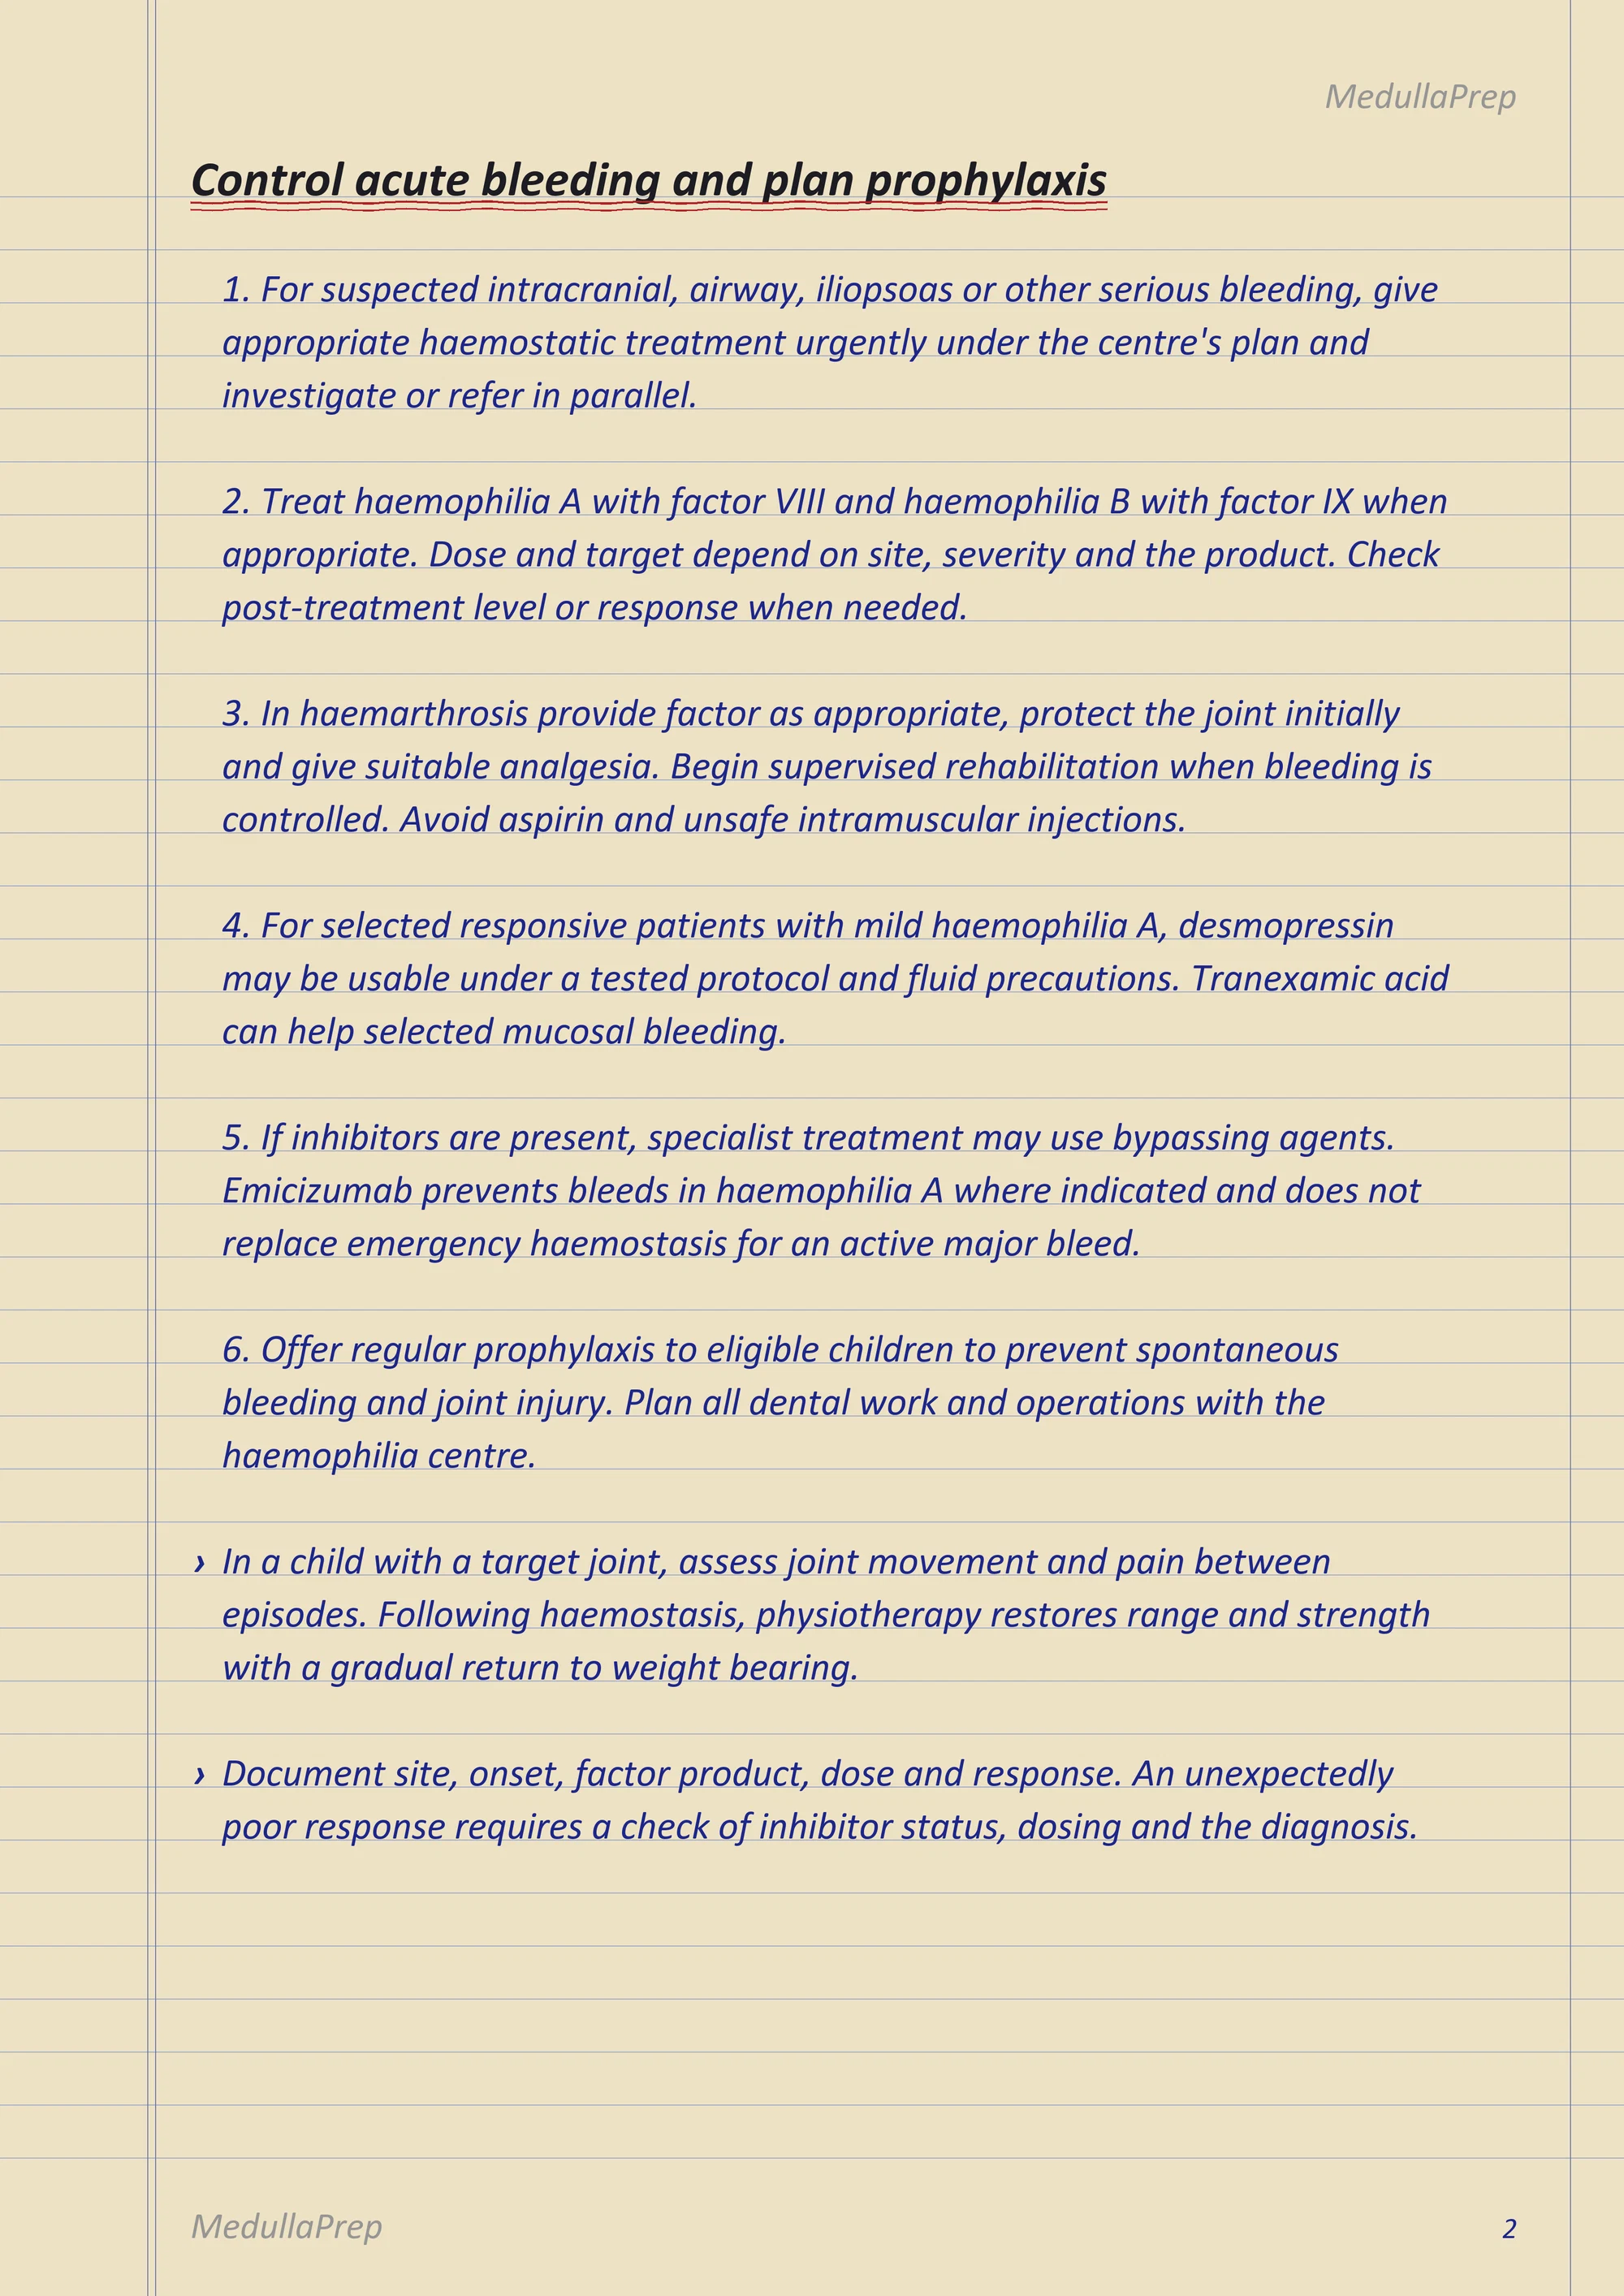 MedullaPrep
Control acute bleeding and plan prophylaxis
1. For suspected intracranial, airway, iliopsoas or other serious bleeding, give
appropriate haemostatic treatment urgently under the centre's plan and
investigate or refer in parallel.
2. Treat haemophilia A with factor VIII and haemophilia B with factor IX when
appropriate. Dose and target depend on site, severity and the product. Check
post-treatment level or response when needed.
3. In haemarthrosis provide factor as appropriate, protect the joint initially
and give suitable analgesia. Begin supervised rehabilitation when bleeding is
controlled. Avoid aspirin and unsafe intramuscular injections.
4. For selected responsive patients with mild haemophilia A, desmopressin
may be usable under a tested protocol and fluid precautions. Tranexamic acid
can help selected mucosal bleeding.
5. If inhibitors are present, specialist treatment may use bypassing agents.
Emicizumab prevents bleeds in haemophilia A where indicated and does not
replace emergency haemostasis for an active major bleed.
6. Offer regular prophylaxis to eligible children to prevent spontaneous
bleeding and joint injury. Plan all dental work and operations with the
haemophilia centre.
› In a child with a target joint, assess joint movement and pain between
episodes. Following haemostasis, physiotherapy restores range and strength
with a gradual return to weight bearing.
› Document site, onset, factor product, dose and response. An unexpectedly
poor response requires a check of inhibitor status, dosing and the diagnosis.
MedullaPrep
2